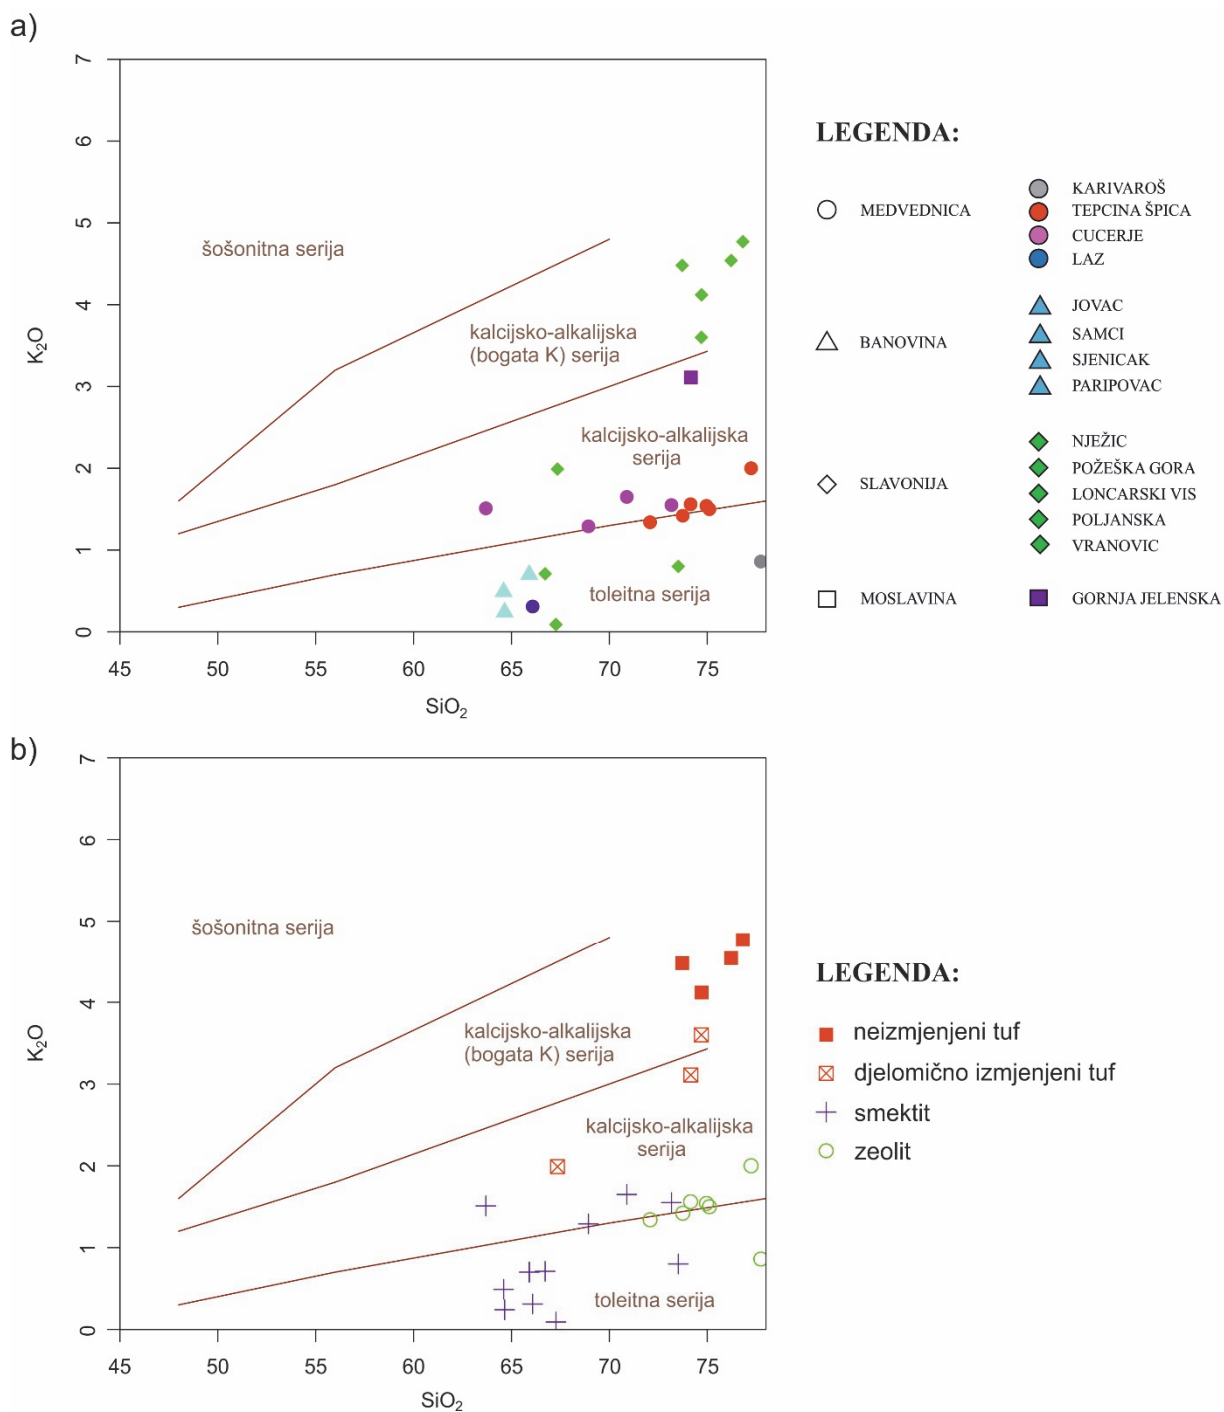 a)
7
6
5
4
3
2
1
0
K₂O
45 50 55 60 65 70 75
SiO₂
šošonitna serija
kalcijsko-alkalijska
(bogata K) serija
kalcijsko-alkalijska
serija
toleitna serija
LEGENDA:
MEDVEDNICA
KARIVAROŠ
TEPCINA ŠPICA
CUCERJE
LAZ
BANOVINA
JOVAC
SAMCI
SJENICAK
PARIPOVAC
SLAVONIJA
NJEŽIC
POŽEŠKA GORA
LONCARSKI VIS
POLJANSKA
VRANOVIC
MOSLAVINA
GORNJA JELENSKA
b)
7
6
5
4
3
2
1
0
K₂O
45 50 55 60 65 70 75
SiO₂
šošonitna serija
kalcijsko-alkalijska
(bogata K) serija
kalcijsko-alkalijska
serija
toleitna serija
LEGENDA:
neizmjenjeni tuf
djelomično izmjenjeni tuf
smektit
zeolit